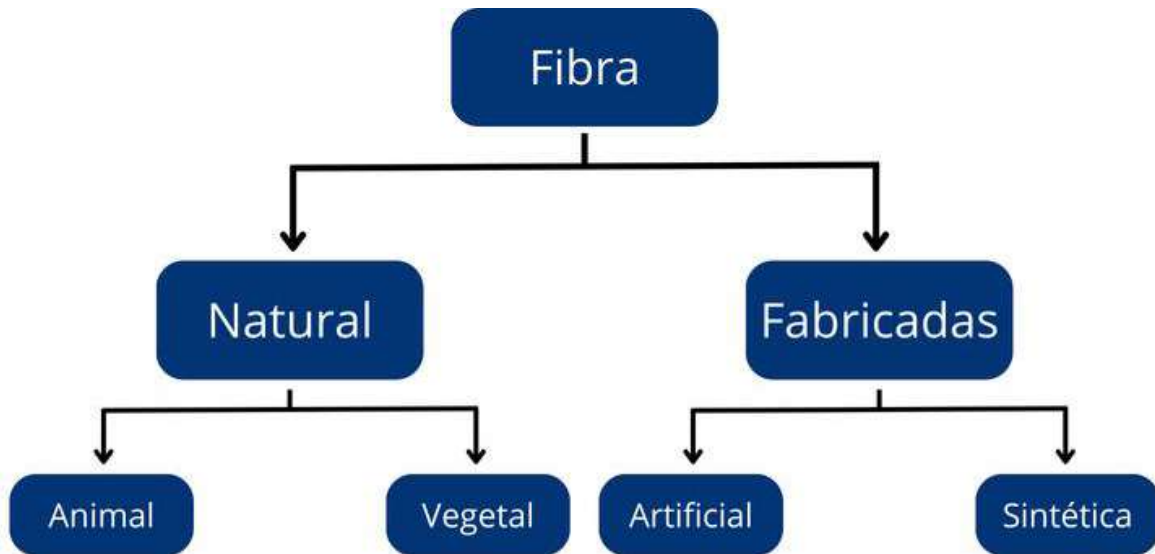 Fibra
Natural
Fabricadas
Animal
Vegetal
Artificial
Sintética